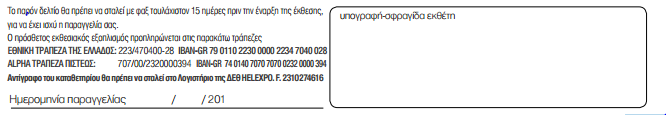 Το παρόν δελτίο θα πρέπει να σταλεί με φαξ τουλάχιστον 15 ημέρες πριν την έναρξη της έκθεσης,
για να έχει ισχύ η παραγγελία σας.
Ο πρόσθετος εκθεσιακός εξοπλισμός προπληρώνεται στις παρακάτω τράπεζες
ΕΘΝΙΚΗ ΤΡΑΠΕΖΑ ΤΗΣ ΕΛΛΑΔΟΣ: 223/470400-28 IBAN-GR 79 0110 2230 0000 2234 7040 028
ALPHA ΤΡΑΠΕΖΑ ΠΙΣΤΕΩΣ: 707/00/2320000394 IBAN-GR 74 0140 7070 7070 0232 0000 394
Αντίγραφο του καταθετηρίου θα πρέπει να σταλεί στο Λογιστήριο της ΔΕΘ HELEXPO. F. 2310274616
Ημερομηνία παραγγελίας / / 201
υπογραφή-σφραγίδα εκθέτη